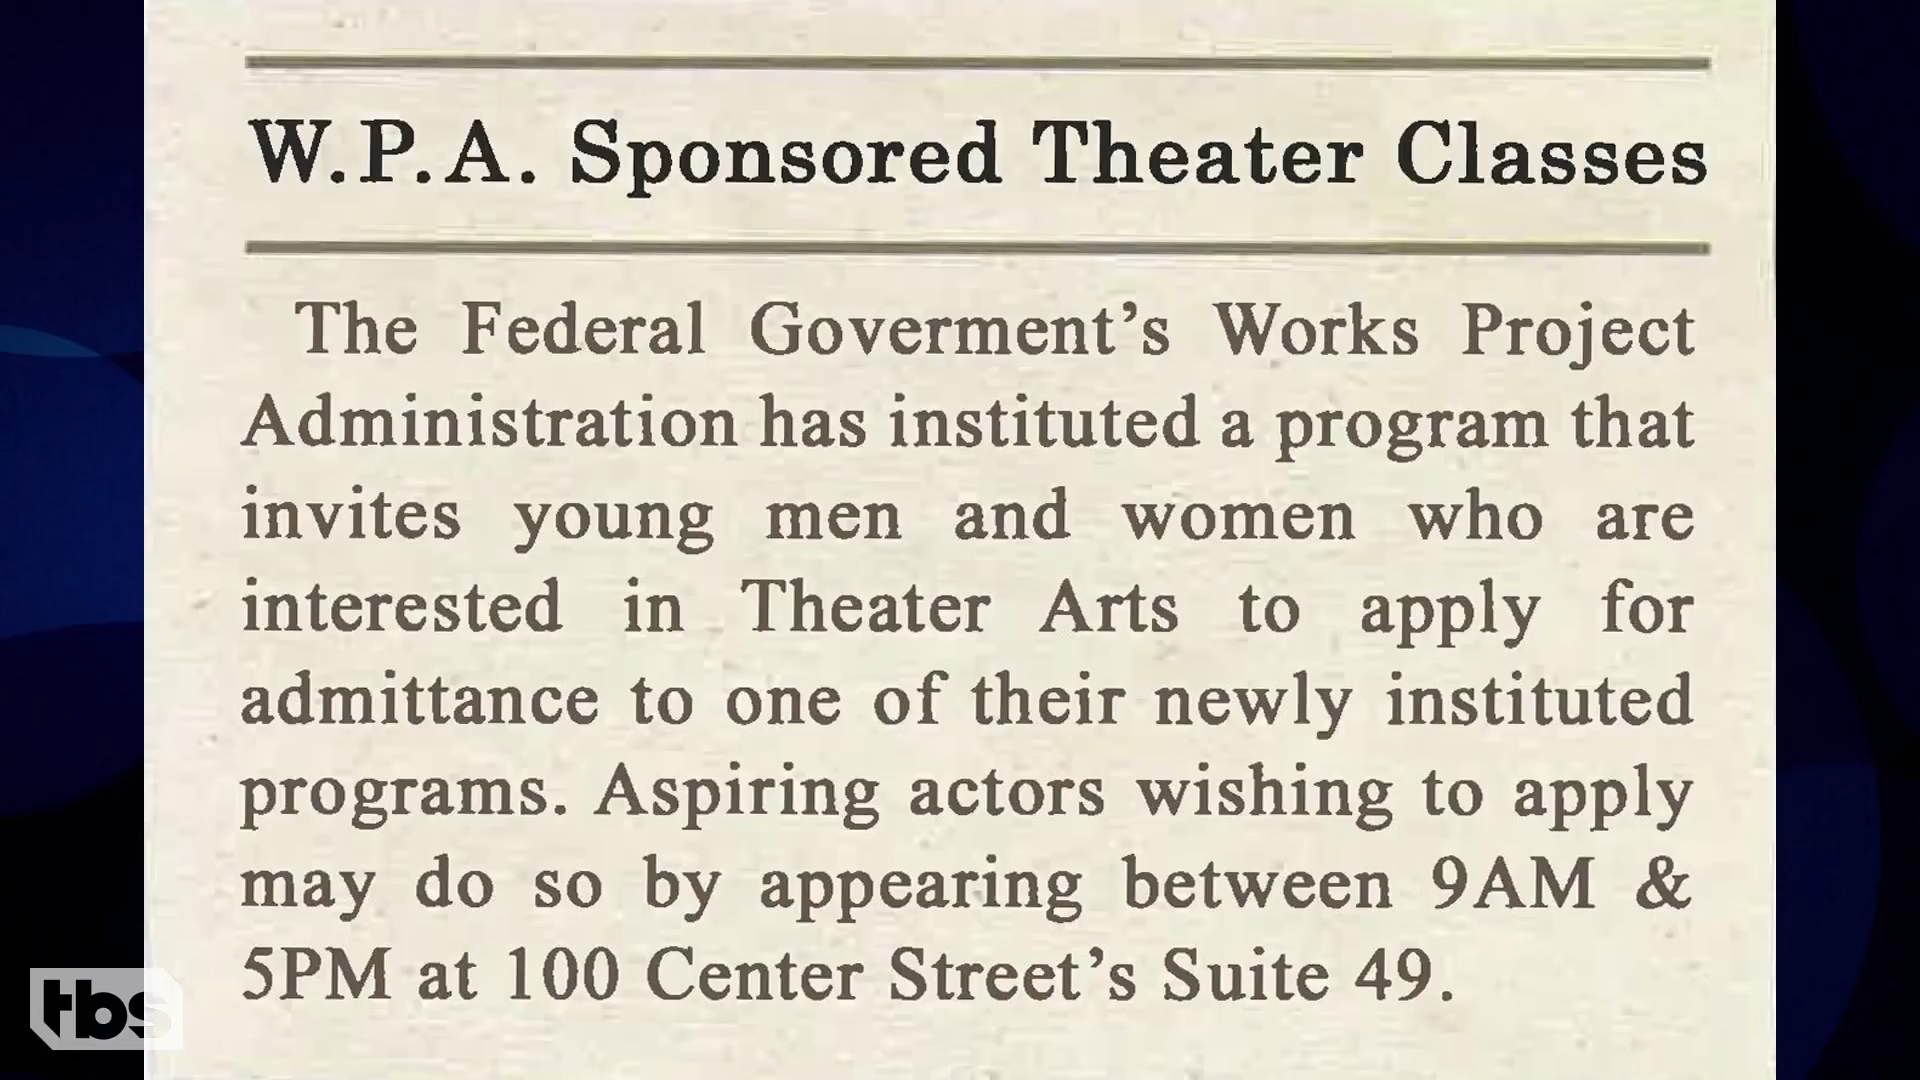 W.P.A. Sponsored Theater Classes
The Federal Goverment's Works Project
Administration has instituted a program that
invites young men and women who are
interested in Theater Arts to apply for
admittance to one of their newly instituted
programs. Aspiring actors wishing to apply
may do so by appearing between 9AM &
5PM at 100 Center Street's Suite 49.
tbs